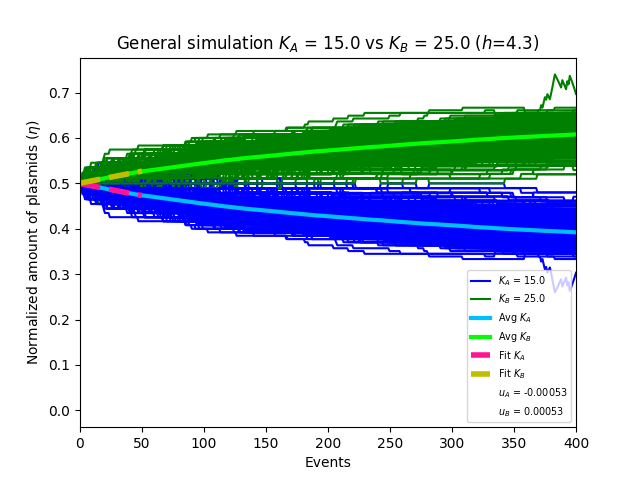 General simulation K_A = 15.0 vs K_B = 25.0 (h=4.3)
Normalized amount of plasmids (η)
0.7
0.6
0.5
0.4
0.3
0.2
0.1
0.0
K_A = 15.0
K_B = 25.0
Avg K_A
Avg K_B
Fit K_A
Fit K_B
u_A = -0.00053
u_B = 0.00053
0 50 100 150 200 250 300 350 400
Events